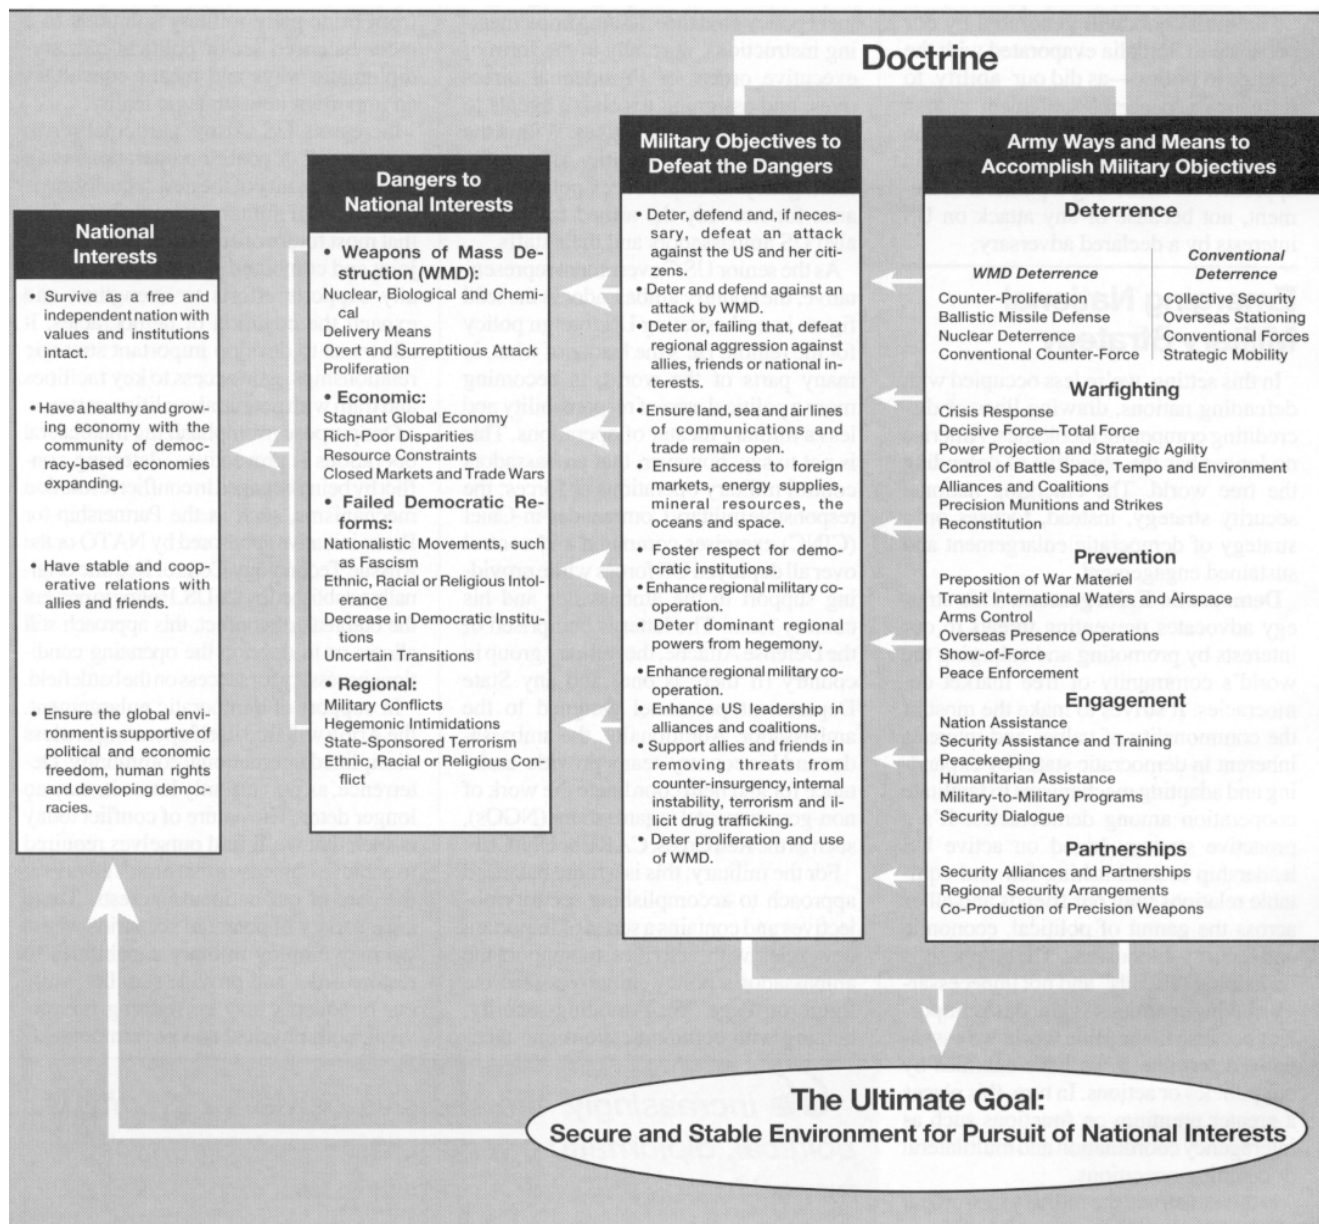 Doctrine
National
Interests
• Survive as a free and
independent nation with
values and institutions
intact.
• Have a healthy and grow-
ing economy with the
community of democ-
racy-based economies
expanding.
• Have stable and coop-
erative relations with
allies and friends.
• Ensure the global envi-
ronment is supportive of
political and economic
freedom, human rights
and developing democ-
racies.
Dangers to
National Interests
• Weapons of Mass De-
struction (WMD):
Nuclear, Biological and Chemi-
cal
Delivery Means
Overt and Surreptitious Attack
Proliferation
• Economic:
Stagnant Global Economy
Rich-Poor Disparities
Resource Constraints
Closed Markets and Trade Wars
• Failed Democratic Re-
forms:
Nationalistic Movements, such
as Fascism
Ethnic, Racial or Religious Intol-
erance
Decrease in Democratic Institu-
tions
Uncertain Transitions
• Regional:
Military Conflicts
Hegemonic Intimidations
State-Sponsored Terrorism
Ethnic, Racial or Religious Con-
flict
Military Objectives to
Defeat the Dangers
• Deter, defend and, if neces-
sary, defeat an attack
against the US and her citi-
zens.
• Deter and defend against an
attack by WMD.
• Deter or, failing that, defeat
regional aggression against
allies, friends or national in-
terests.
• Ensure land, sea and air lines
of communications and
trade remain open.
• Ensure access to foreign
markets, energy supplies,
mineral resources, the
oceans and space.
• Foster respect for demo-
cratic institutions.
• Enhance regional military co-
operation.
• Deter dominant regional
powers from hegemony.
• Enhance regional military co-
operation.
• Enhance US leadership in
alliances and coalitions.
• Support allies and friends in
removing threats from
counter-insurgency, internal
instability, terrorism and il-
licit drug trafficking.
• Deter proliferation and use
of WMD.
Army Ways and Means to
Accomplish Military Objectives
Deterrence
WMD Deterrence
Counter-Proliferation
Ballistic Missile Defense
Nuclear Deterrence
Conventional Counter-Force
Conventional
Deterrence
Collective Security
Overseas Stationing
Conventional Forces
Strategic Mobility
Warfighting
Crisis Response
Decisive Force—Total Force
Power Projection and Strategic Agility
Control of Battle Space, Tempo and Environment
Alliances and Coalitions
Precision Munitions and Strikes
Reconstitution
Prevention
Preposition of War Materiel
Transit International Waters and Airspace
Arms Control
Overseas Presence Operations
Show-of-Force
Peace Enforcement
Engagement
Nation Assistance
Security Assistance and Training
Peacekeeping
Humanitarian Assistance
Military-to-Military Programs
Security Dialogue
Partnerships
Security Alliances and Partnerships
Regional Security Arrangements
Co-Production of Precision Weapons
The Ultimate Goal:
Secure and Stable Environment for Pursuit of National Interests